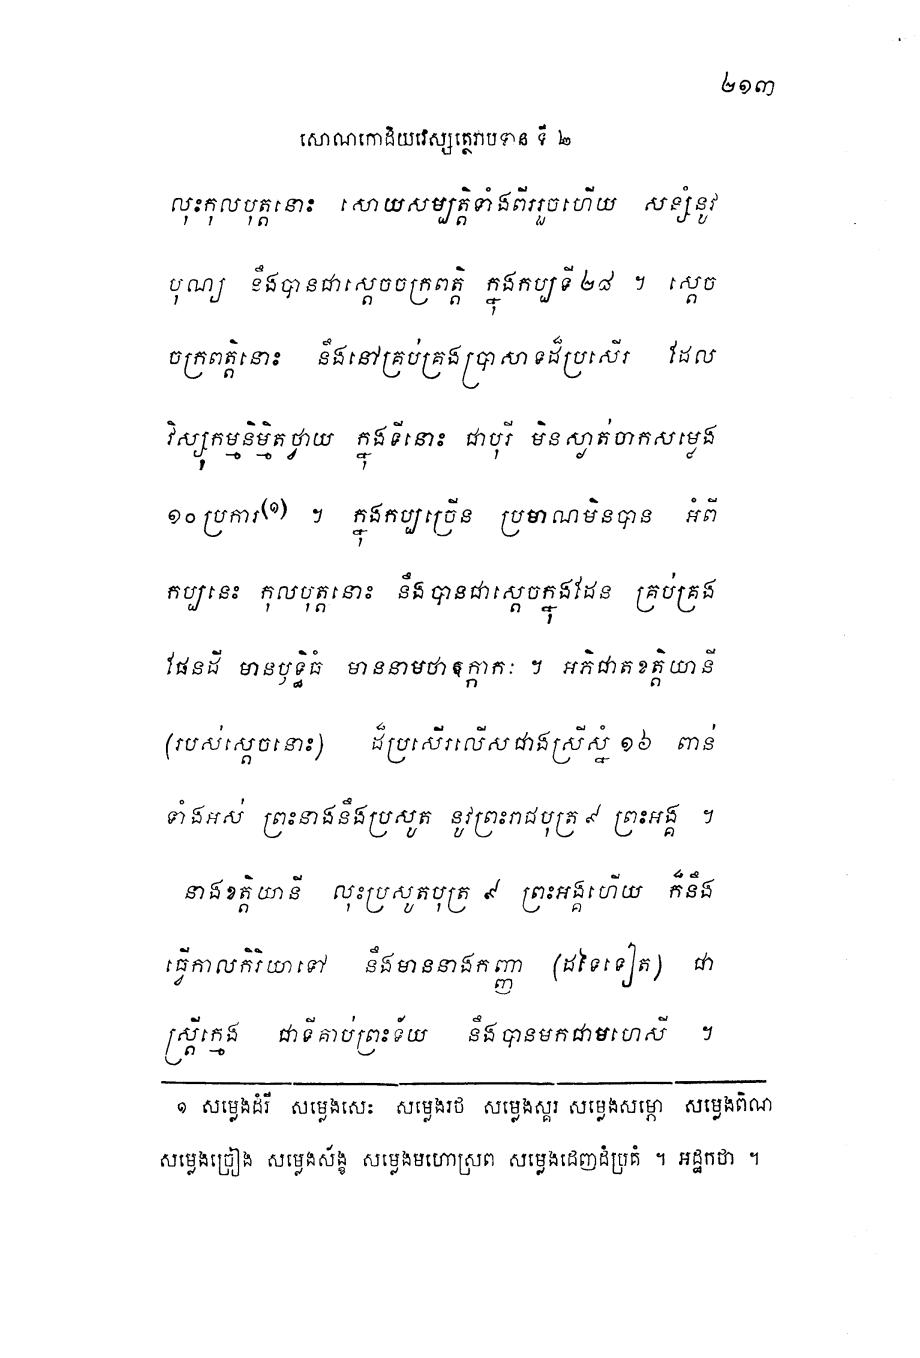 ២១៣
សោណកោដិយវេស្សត្ថេរាបទាន ទី ២
លុះកុលបុត្តនោះ សោយសម្បត្តិទាំងពីររួចហើយ សន្សំនូវ
បុណ្យ នឹងបានជាស្តេចចក្រពត្តិ ក្នុងកប្បទី២៨ ។ ស្តេច
ចក្រពត្តិនោះ នឹងនៅគ្រប់គ្រងប្រាសាទដ៏ប្រសើរ ដែល
វិស្សុកម្មនិម្មិតថ្វាយ ក្នុងទីនោះ ជាបុរី មិនស្ងាត់ចាកសម្លេង
១០ប្រការ(១) ។ ក្នុងកប្បច្រើន ប្រមាណមិនបាន អំពី
កប្បនេះ កុលបុត្តនោះ នឹងបានជាស្តេចក្នុងដែន គ្រប់គ្រង
ផែនដី មានឫទ្ធិធំ មាននាមថាឧក្កាកៈ ។ អភិជាតខត្តិយានី
(របស់ស្តេចនោះ) ដ៏ប្រសើរលើសជាងស្រីស្នំ ១៦ ពាន់
ទាំងអស់ ព្រះនាងនឹងប្រសូត នូវព្រះរាជបុត្រ ៩ ព្រះអង្គ ។
នាងខត្តិយានី លុះប្រសូតបុត្រ ៩ ព្រះអង្គហើយ ក៏នឹង
ធ្វើកាលកិរិយាទៅ នឹងមាននាងកញ្ញា (ដទៃទៀត) ជា
ស្ត្រីក្មេង ជាទីគាប់ព្រះទ័យ នឹងបានមកជាមហេសី ។
១ សម្លេងដំរី សម្លេងសេះ សម្លេងរថ សម្លេងស្គរ សម្លេងសម្ភោ សម្លេងពិណ
សម្លេងច្រៀង សម្លេងស័ង្ខ សម្លេងមហោស្រព សម្លេងដេញដំប្រគំ ។ អដ្ឋកថា ។